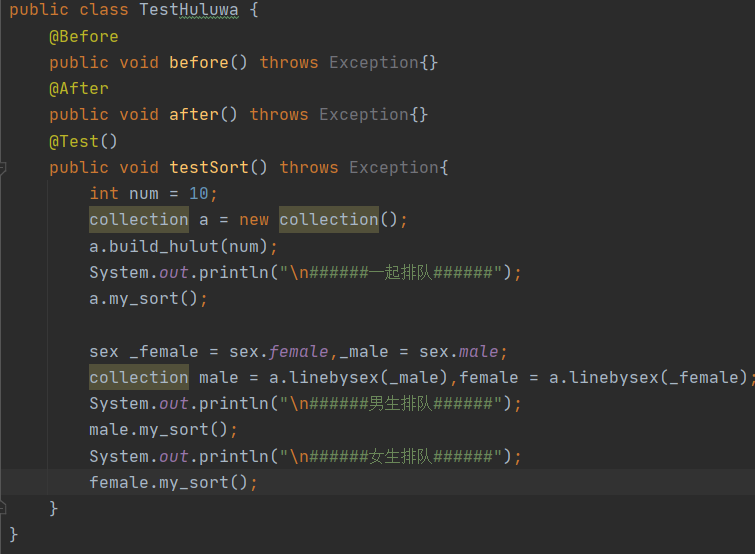 public class TestHuluwa {
    @Before
    public void before() throws Exception{}
    @After
    public void after() throws Exception{}
    @Test()
    public void testSort() throws Exception{
        int num = 10;
        collection a = new collection();
        a.build_hulut(num);
        System.out.println("\n######一起排队######");
        a.my_sort();
        sex _female = sex.female,_male = sex.male;
        collection male = a.linebysex(_male),female = a.linebysex(_female);
        System.out.println("\n######男生排队######");
        male.my_sort();
        System.out.println("\n######女生排队######");
        female.my_sort();
    }
}